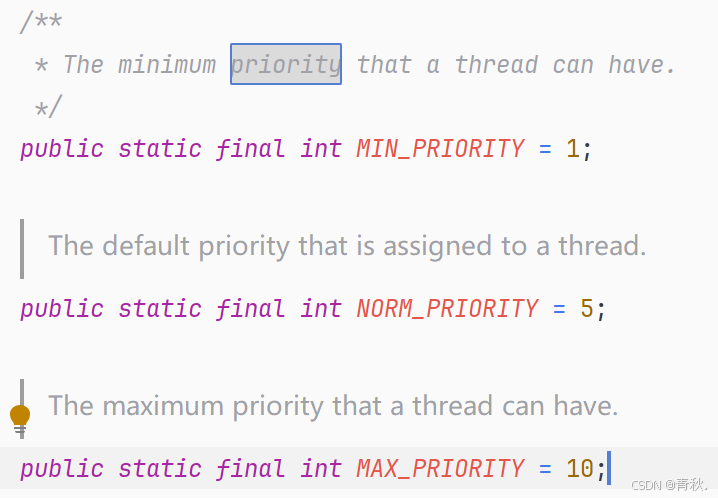 /**
* The minimum priority that a thread can have.
*/
public static final int MIN_PRIORITY = 1;
The default priority that is assigned to a thread.
public static final int NORM_PRIORITY = 5;
The maximum priority that a thread can have.
public static final int MAX_PRIORITY = 10;
CSDN @青秋.